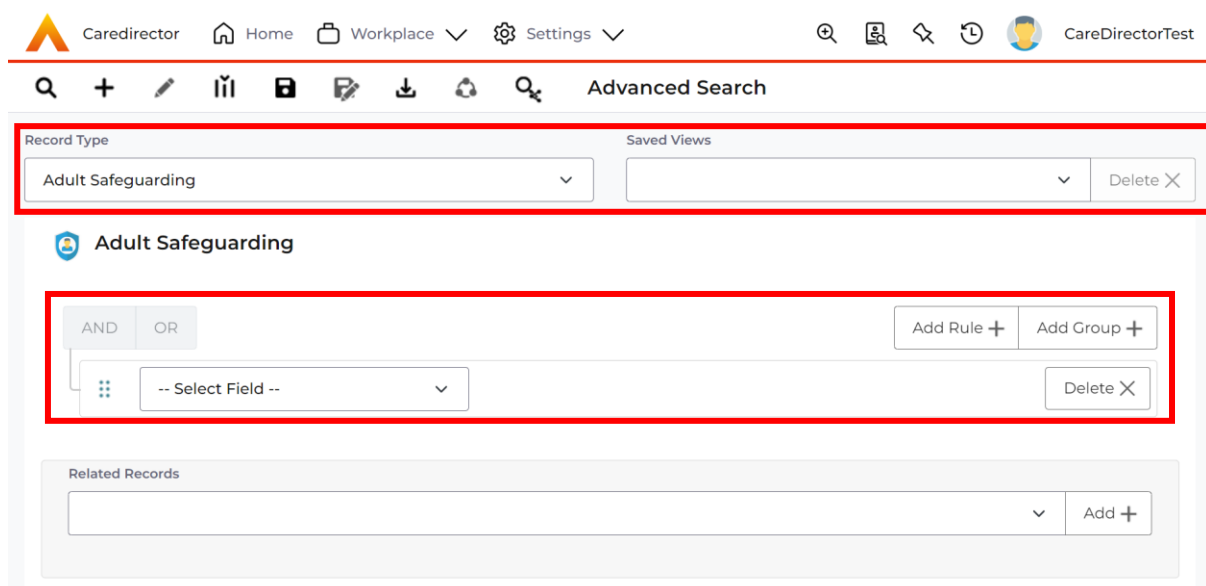 Caredirector Home Workplace Settings CareDirectorTest
Advanced Search
Record Type Saved Views
Adult Safeguarding Delete
Adult Safeguarding
AND OR Add Rule Add Group
-- Select Field -- Delete
Related Records
Add